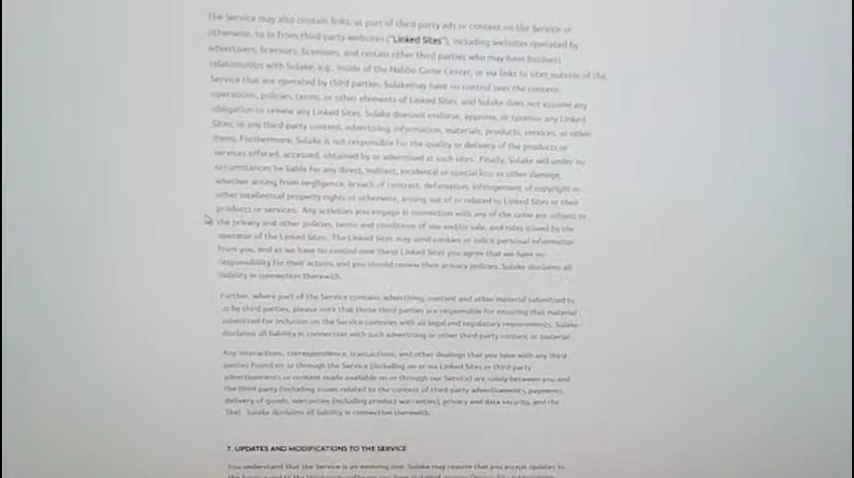 The Service may also contain links, as part of third party ads or content on the Service or
otherwise, to or from third party websites ("Linked Sites"), including websites operated by
advertisers, licensors, licensees, and certain other third parties who may have business
relationships with Sulake, e.g., inside of the Habbo Game Center, or via links to sites outside of the
Service that are operated by third parties. Sulake may have no control over the content,
operations, policies, terms, or other elements of Linked Sites, and Sulake does not assume any
obligation to review any Linked Sites. Sulake does not endorse, approve, or sponsor any Linked
Sites, or any third party content, advertising, information, materials, products, services, or other
items. Furthermore, Sulake is not responsible for the quality or delivery of the products or
services offered, accessed, obtained by or advertised at such sites. Finally, Sulake will under no
circumstances be liable for any direct, indirect, incidental or special loss or other damage,
whether arising from negligence, breach of contract, defamation, infringement of copyright or
other intellectual property rights or otherwise, arising out of or related to Linked Sites or their
products or services. Any activities you engage in connection with any of the same are subject to
the privacy and other policies, terms and conditions of use and/or sale, and rules issued by the
operator of the Linked Sites. The Linked Sites may send cookies or solicit personal information
from you, and as we have no control over these Linked Sites you agree that we have no
responsibility for their actions, and you should review their privacy policies. Sulake disclaims all
liability in connection therewith.
Further, where part of the Service contains advertising, content and other material submitted to
us by third parties, please note that those third parties are responsible for ensuring that material
submitted for inclusion on the Service complies with all legal and regulatory requirements. Sulake
disclaims all liability in connection with such advertising or other third party content or material.
Any interactions, correspondence, transactions, and other dealings that you have with any third
parties found on or through the Service (including on or via Linked Sites or third party
advertisements or content made available on or through our Service) are solely between you and
the third party (including issues related to the content of third party advertisements, payments,
delivery of goods, warranties (including product warranties), privacy and data security, and the
like). Sulake disclaims all liability in connection therewith.
7. UPDATES AND MODIFICATIONS TO THE SERVICE
You understand that the Service is an evolving one. Sulake may require that you accept updates to